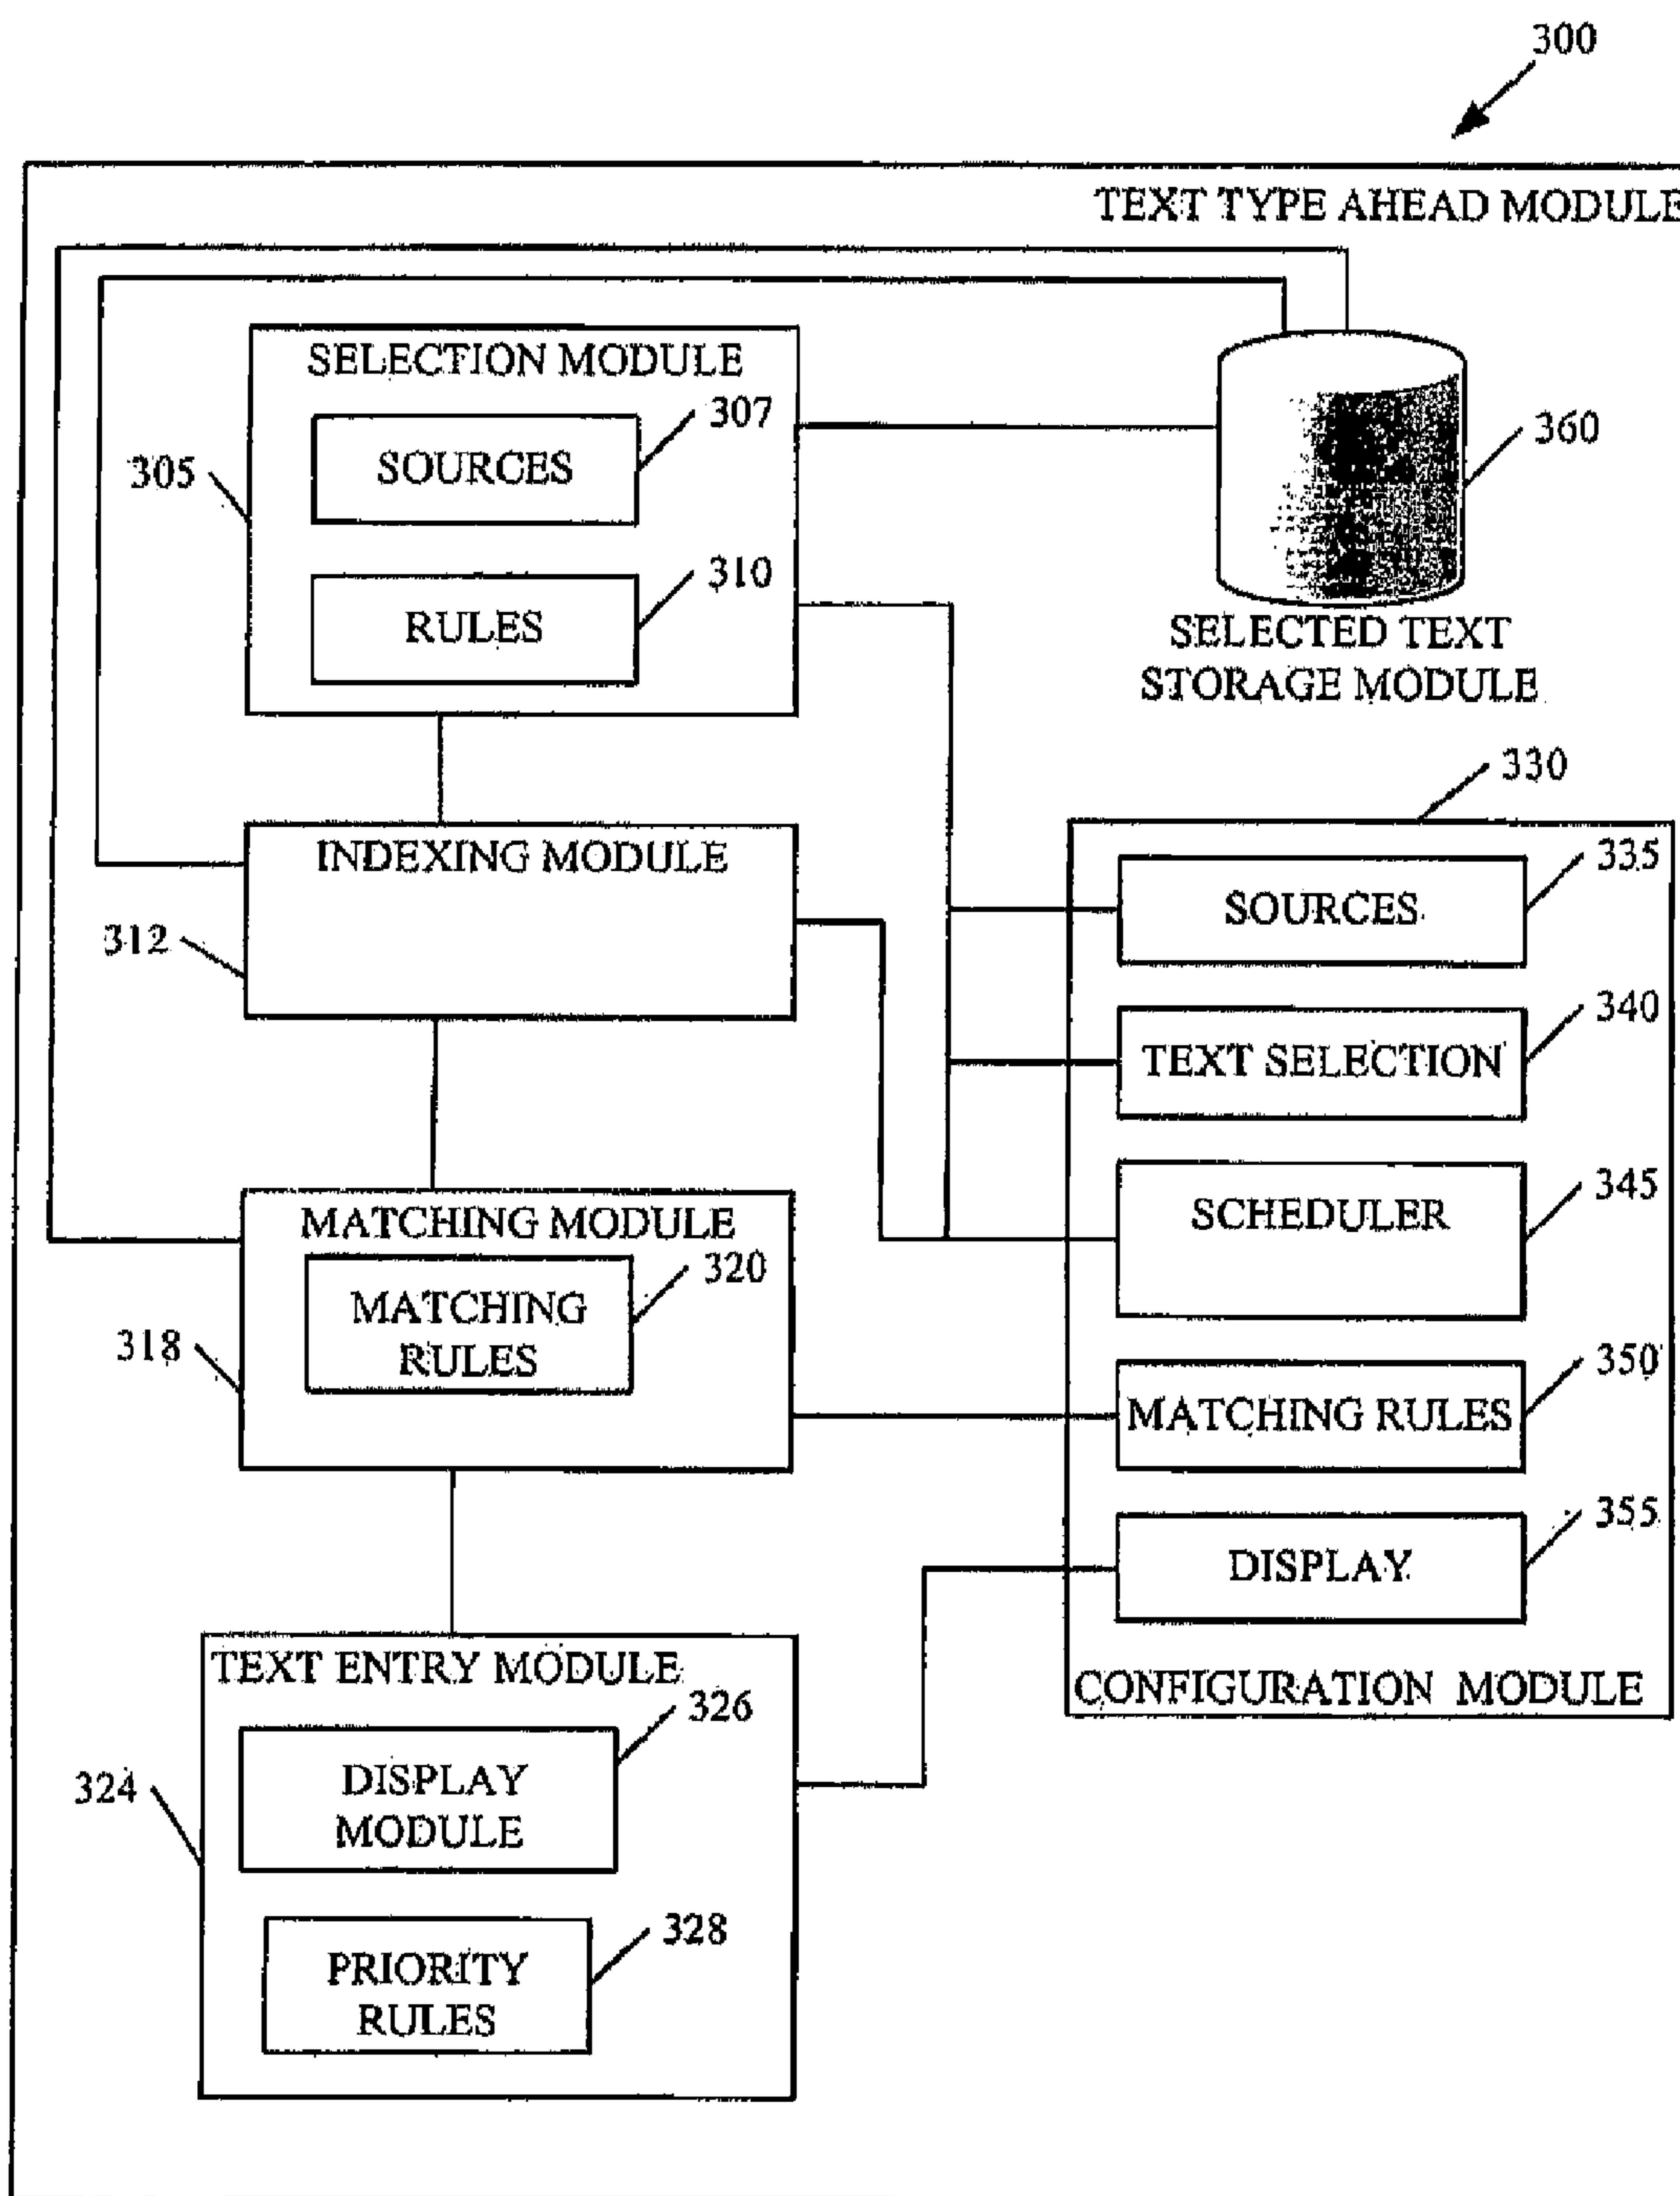 300
TEXT TYPE AHEAD MODULE
SELECTION MODULE
307
SOURCES
305
310
RULES
360
SELECTED TEXT
STORAGE MODULE
330
INDEXING MODULE
312
335
SOURCES
340
TEXT SELECTION
345
SCHEDULER
MATCHING MODULE
320
MATCHING
RULES
318
350
MATCHING RULES
355
DISPLAY
CONFIGURATION MODULE
TEXT ENTRY MODULE
326
DISPLAY
MODULE
324
328
PRIORITY
RULES